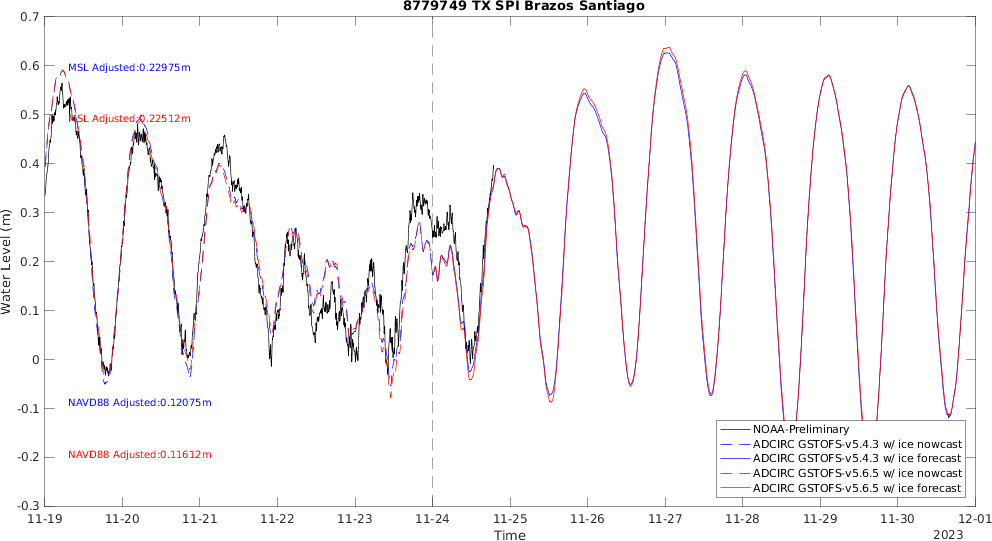 8779749 TX SPI Brazos Santiago
0.7
0.6
0.5
0.4
0.3
0.2
0.1
0
-0.1
-0.2
-0.3
Water Level (m)
MSL Adjusted:0.22975m
MSL Adjusted:0.22512m
NAVD88 Adjusted:0.12075m
NAVD88 Adjusted:0.11612m
NOAA-Preliminary
ADCIRC GSTOFS-v5.4.3 w/ ice nowcast
ADCIRC GSTOFS-v5.4.3 w/ ice forecast
ADCIRC GSTOFS-v5.6.5 w/ ice nowcast
ADCIRC GSTOFS-v5.6.5 w/ ice forecast
11-19 11-20 11-21 11-22 11-23 11-24 11-25 11-26 11-27 11-28 11-29 11-30 12-01
Time
2023